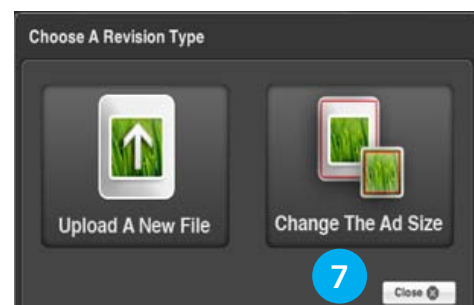 Choose A Revision Type
Upload A New File
Change The Ad Size
7
Close